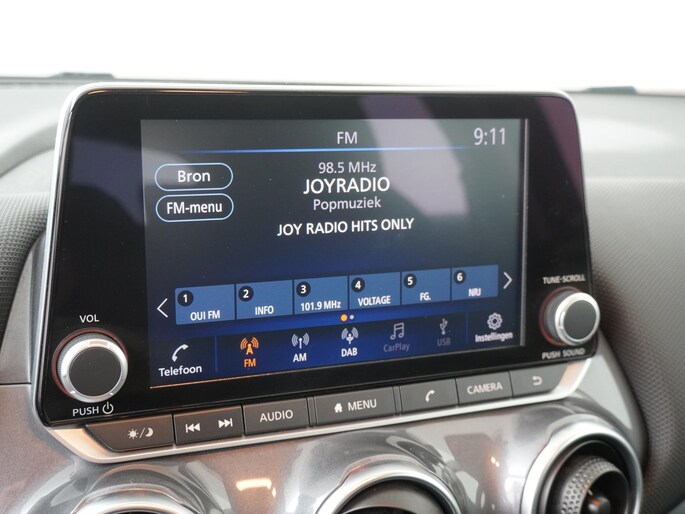 FM
9:11
98.5 MHz
Bron
JOYRADIO
FM-menu
Popmuziek
JOY RADIO HITS ONLY
1 OUI FM
2 INFO
3 101.9 MHz
4 VOLTAGE
5 FG.
6 NRJ
Telefoon
FM
AM
DAB
CarPlay
USB
Instellingen
VOL
PUSH
TUNE-SCROLL
PUSH SOUND
AUDIO
MENU
CAMERA